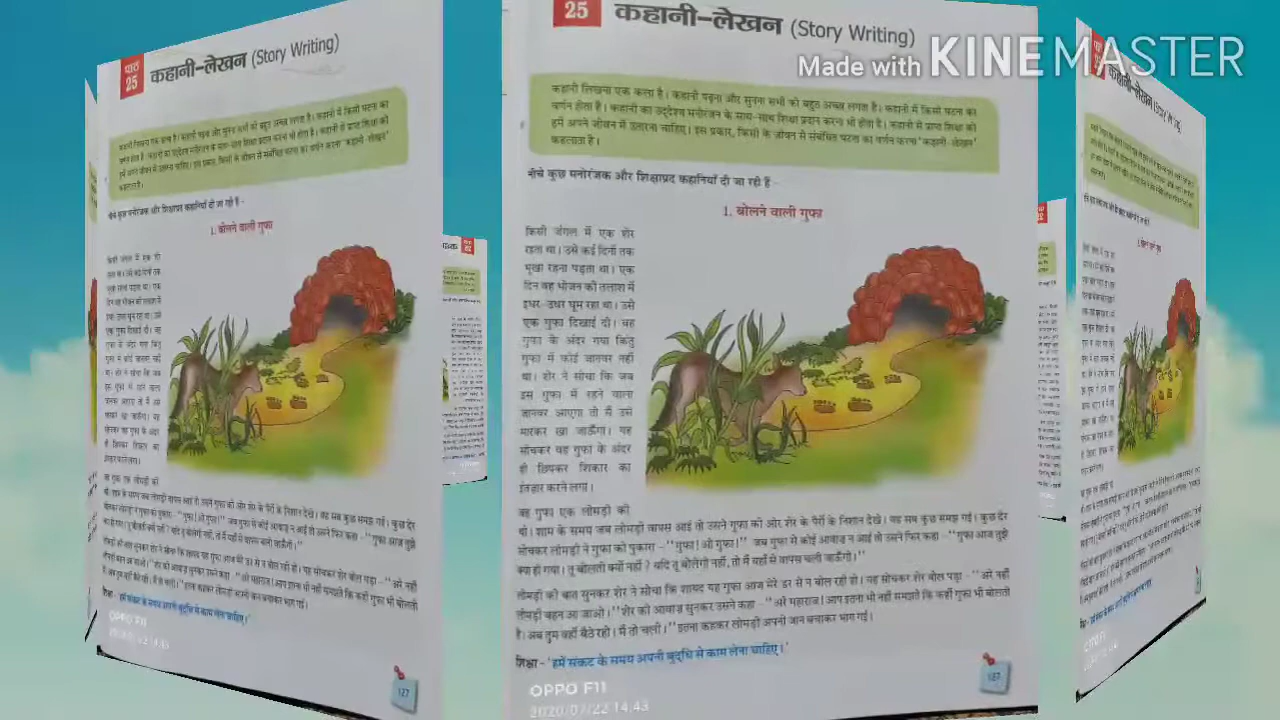 25 कहानी-लेखन (Story Writing)
Made with KINEMASTER
कहानी लिखना एक कला है। कहानी पढ़ना और सुनना सभी को बहुत अच्छा लगता है। कहानी में किसी घटना का
वर्णन होता है। कहानी का उद्देश्य मनोरंजन के साथ-साथ शिक्षा प्रदान करना भी होता है। कहानी से प्राप्त शिक्षा को
हमें अपने जीवन में उतारना चाहिए। इस प्रकार, किसी के जीवन से संबंधित घटना का वर्णन करना 'कहानी-लेखन'
कहलाता है।
नीचे कुछ मनोरंजक और शिक्षाप्रद कहानियाँ दी जा रही हैं -
1. बोलने वाली गुफा
किसी जंगल में एक शेर
रहता था। उसे कई दिनों तक
भूखा रहना पड़ता था। एक
दिन वह भोजन की तलाश में
इधर-उधर घूम रहा था। उसे
एक गुफा दिखाई दी। वह
गुफा के अंदर गया किंतु
गुफा में कोई जानवर नहीं
था। शेर ने सोचा कि जब
इस गुफा में रहने वाला
जानवर आएगा तो मैं उसे
मारकर खा जाऊँगा। यह
सोचकर वह गुफा के अंदर
ही छिपकर शिकार का
इंतज़ार करने लगा।
वह गुफा एक लोमड़ी की
थी। शाम के समय जब लोमड़ी वापस आई तो उसने गुफा की ओर शेर के पैरों के निशान देखे। वह सब कुछ समझ गई। कुछ देर
सोचकर लोमड़ी ने गुफा को पुकारा - "गुफा! ओ गुफा!" जब गुफा से कोई आवाज़ न आई तो उसने फिर कहा - "गुफा आज तुझे
क्या हो गया। तू बोलती क्यों नहीं? यदि तू बोलेगी नहीं, तो मैं यहाँ से वापस चली जाऊँगी।"
लोमड़ी की बात सुनकर शेर ने सोचा कि शायद यह गुफा आज मेरे डर से न बोल रही हो। यह सोचकर शेर बोल पड़ा - "अरे नहीं
लोमड़ी बहन आ जाओ।" शेर की आवाज़ सुनकर उसने कहा - "अरे महाराज! आप इतना भी नहीं समझते कि कहीं गुफा भी बोलती
है। अब तुम वहीं बैठे रहो। मैं तो चली।" इतना कहकर लोमड़ी अपनी जान बचाकर भाग गई।
शिक्षा - 'हमें संकट के समय अपनी बुद्धि से काम लेना चाहिए।'
OPPO F11
2020/07/22 14:43
187